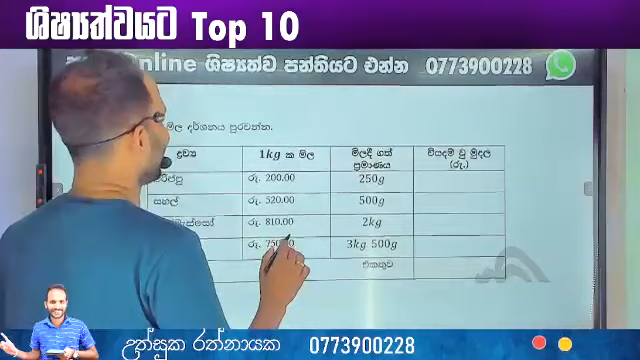 ශිෂ්‍යත්වයට Top 10
Online ශිෂ්‍යත්ව පන්තියට එන්න 0773900228
මිල දර්ශනය පුරවන්න.
ද්‍රව්‍ය 1kg ක මිල මිලදී ගත් ප්‍රමාණය වියදම් වූ මුදල (රු.)
පරිප්පු රු. 200.00 250g
සහල් රු. 520.00 500g
රු. 810.00 2kg
රු. 3kg 500g
එකතුව
උත්සුක රත්නායක 0773900228